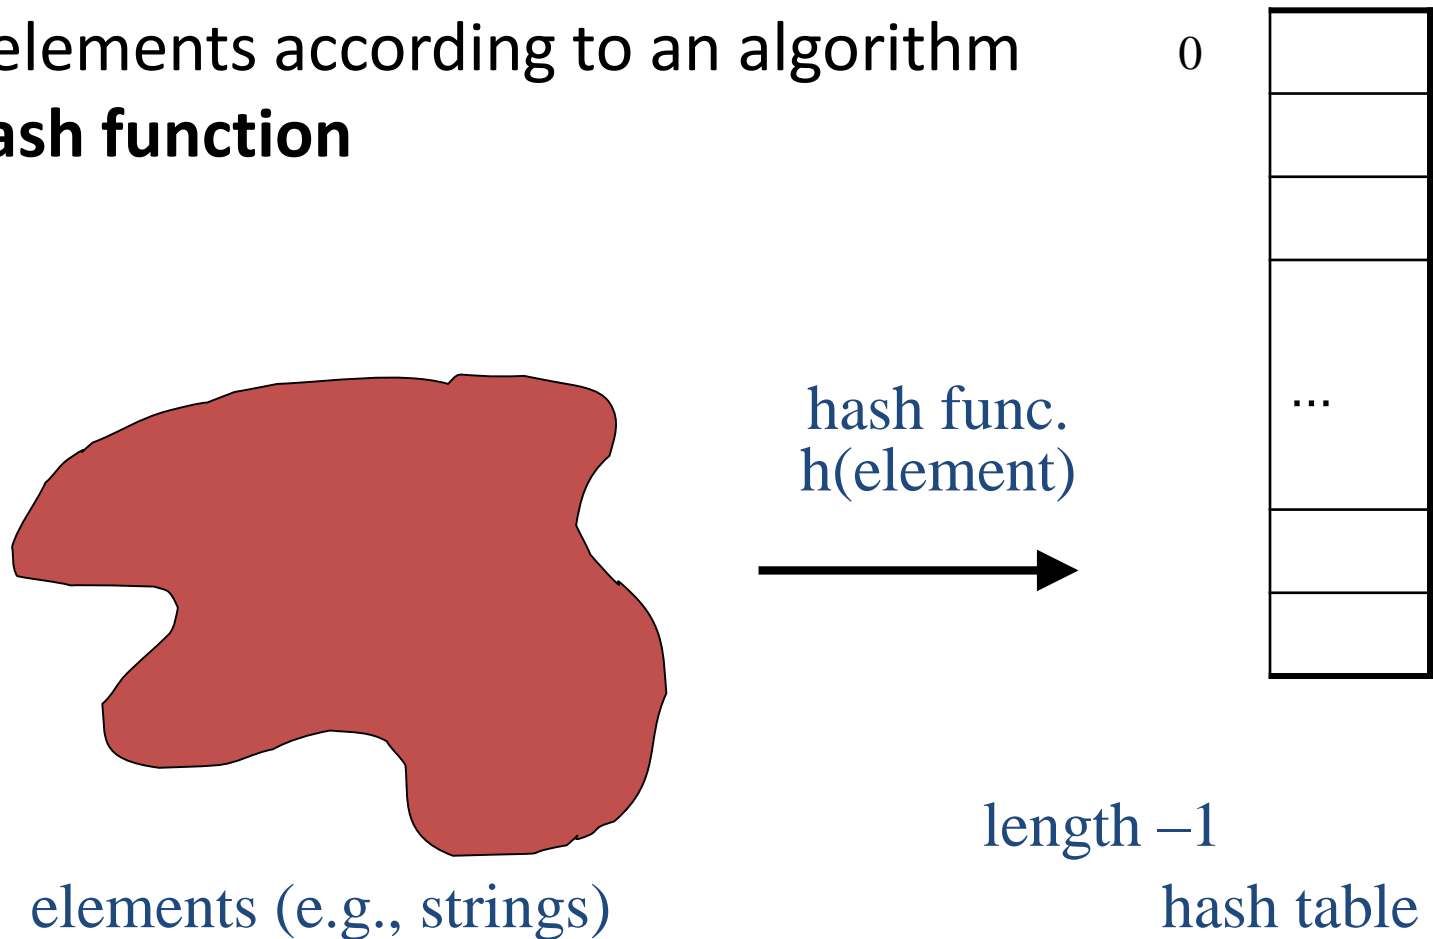 elements according to an algorithm
ash function
0
hash func.
h(element)
...
length –1
elements (e.g., strings)
hash table